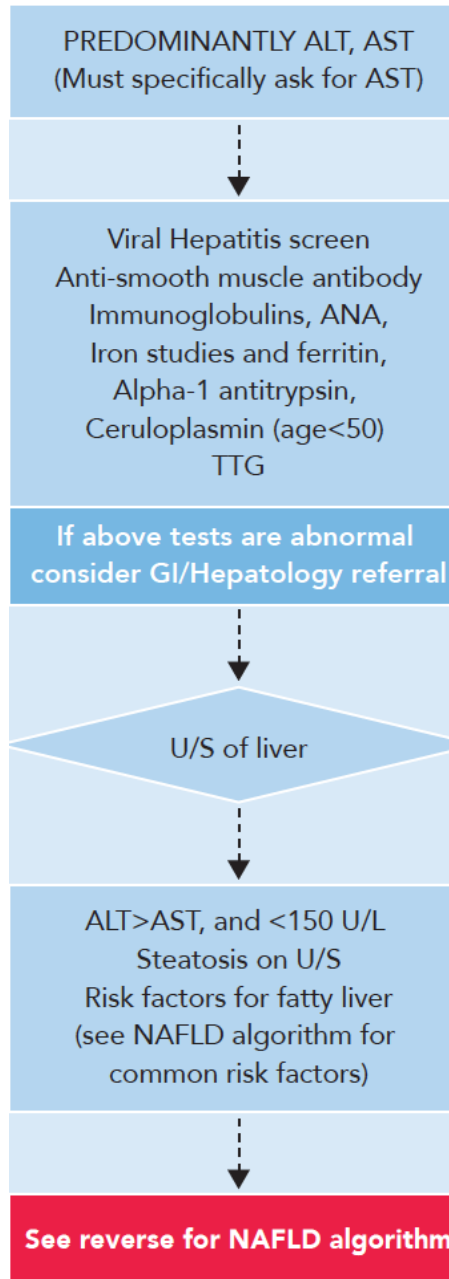 PREDOMINANTLY ALT, AST
(Must specifically ask for AST)
Viral Hepatitis screen
Anti-smooth muscle antibody
Immunoglobulins, ANA,
Iron studies and ferritin,
Alpha-1 antitrypsin,
Ceruloplasmin (age<50)
TTG
If above tests are abnormal
consider GI/Hepatology referral
U/S of liver
ALT>AST, and <150 U/L
Steatosis on U/S
Risk factors for fatty liver
(see NAFLD algorithm for
common risk factors)
See reverse for NAFLD algorithm